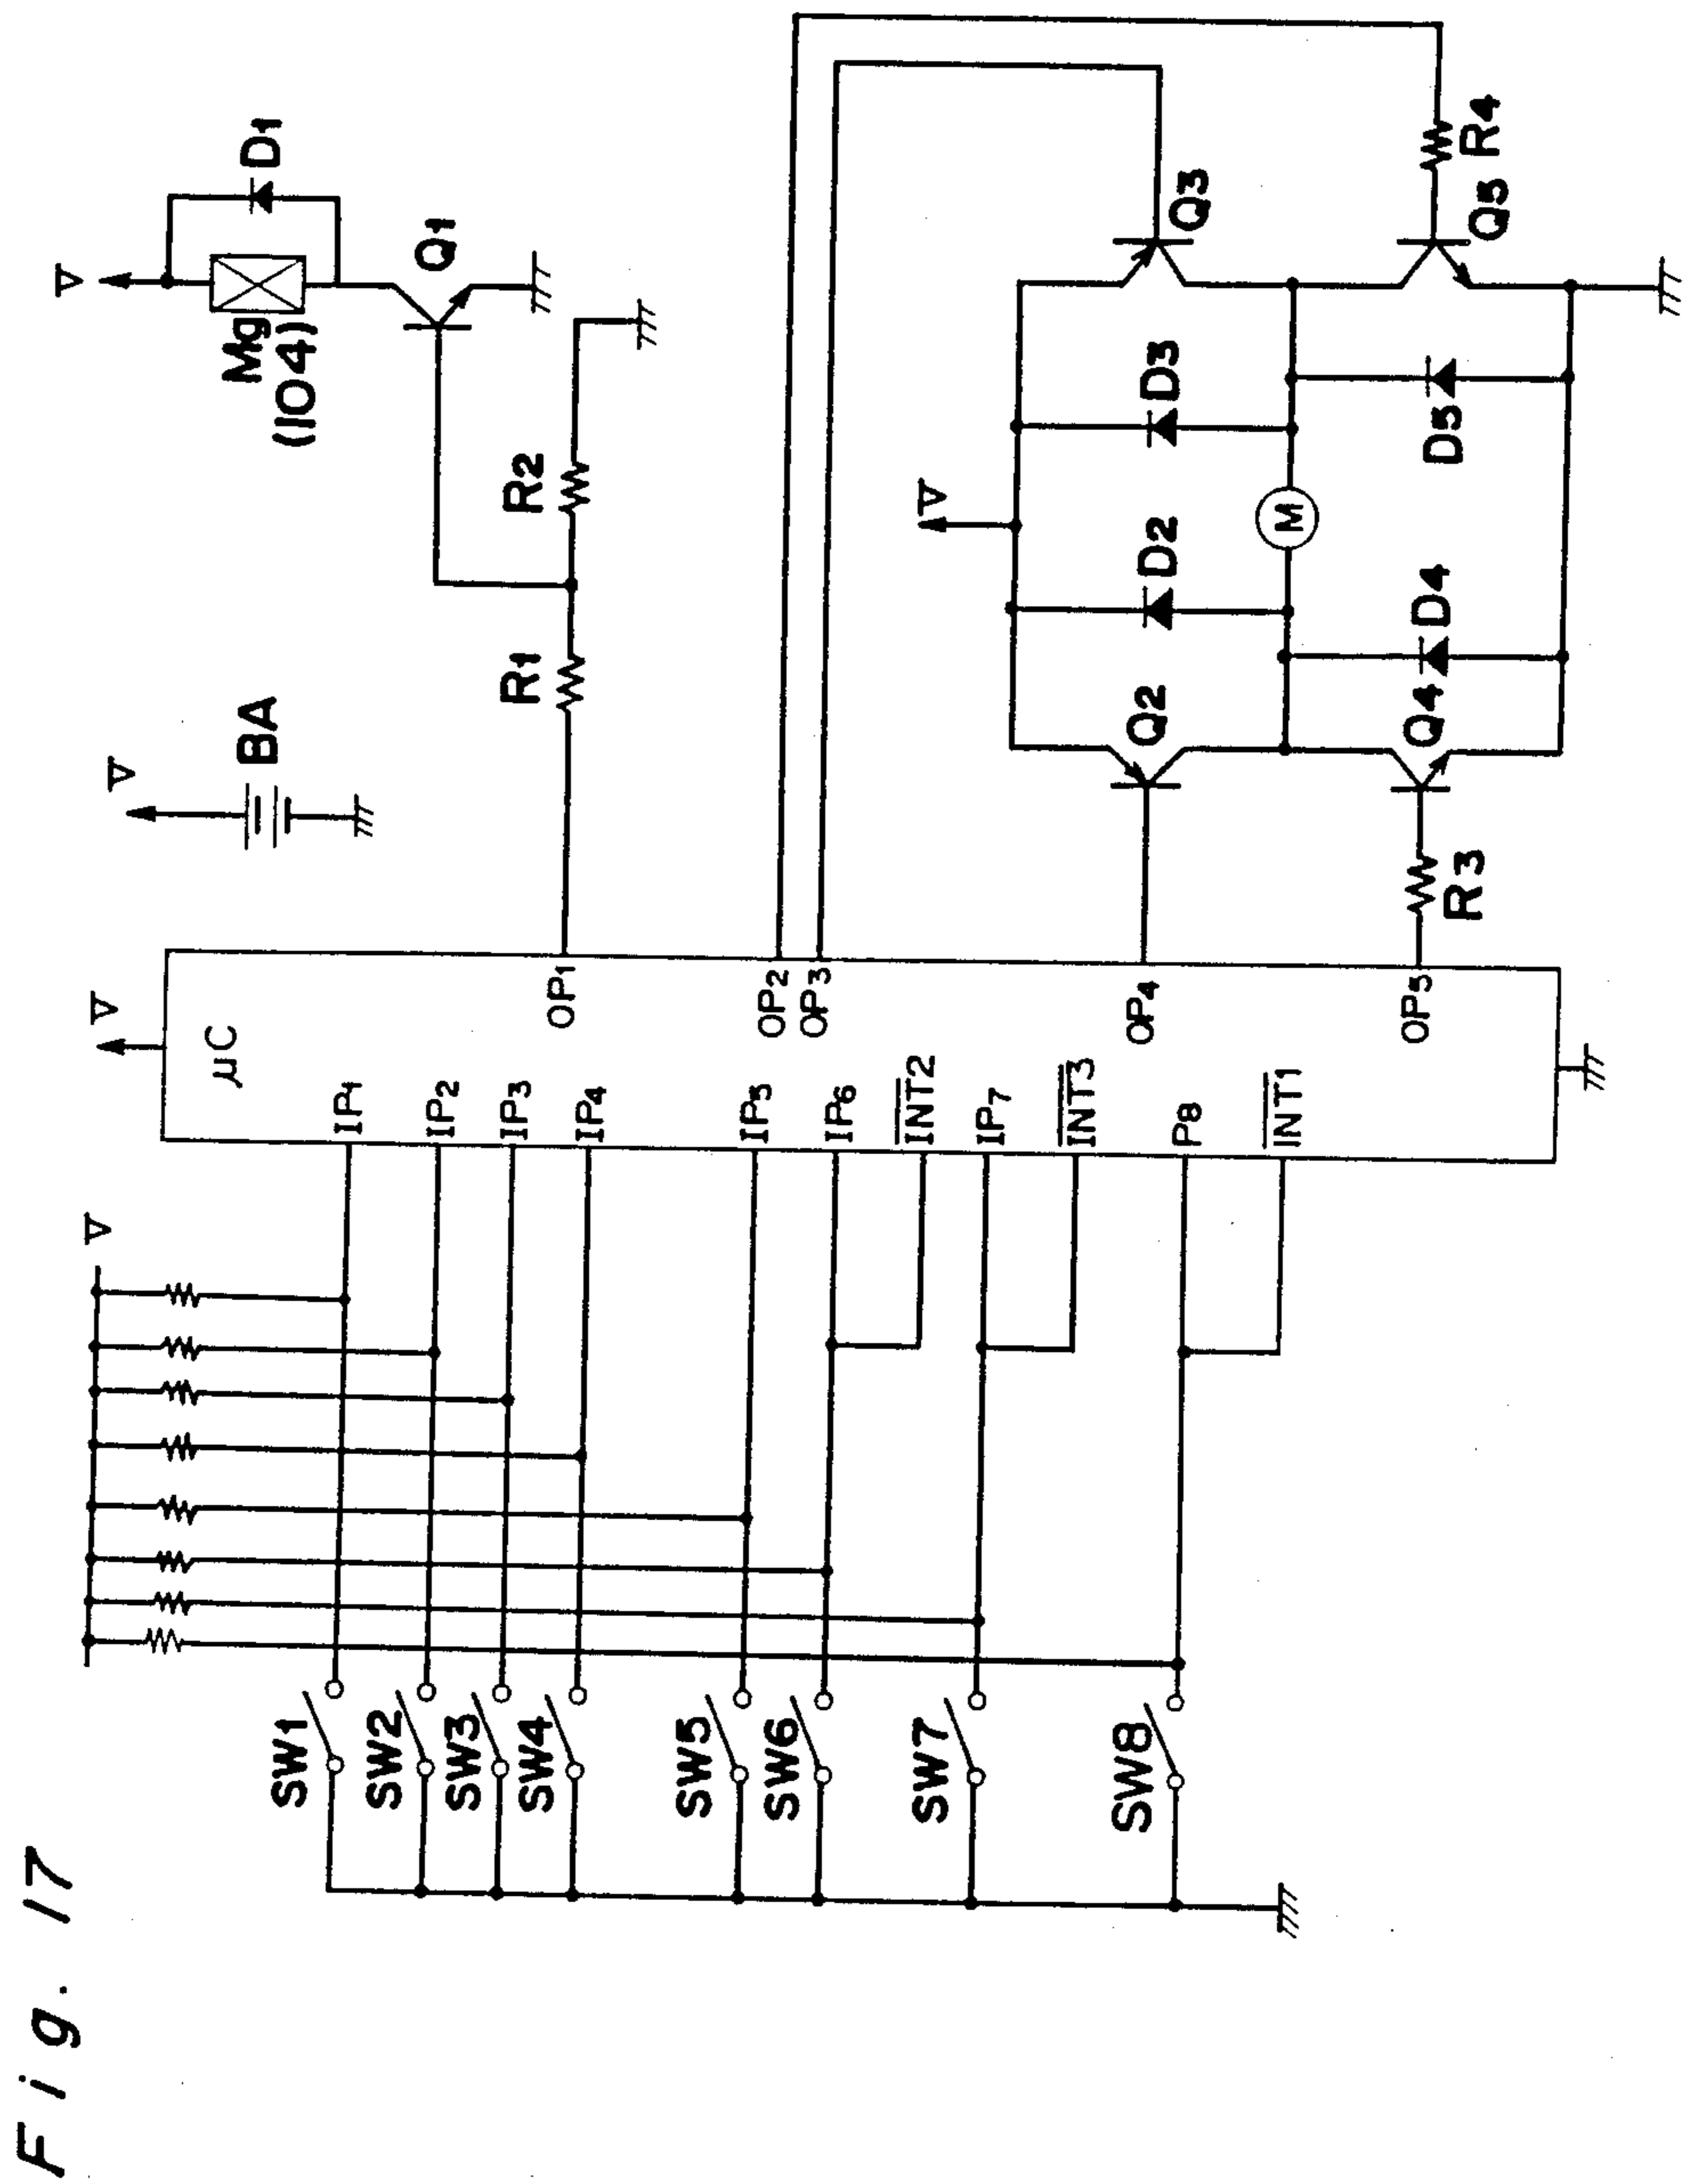 Fig. 17
SW1
SW2
SW3
SW4
SW5
SW6
SW7
SW8
V
V
μC
IP1
IP2
IP3
IP4
IP5
IP6
INT2
IP7
INT3
P8
INT1
OP1
OP2
OP3
OP4
OP5
V
BA
R1
R2
V
Mg
(104)
D1
Q1
V
Q2
D2
D3
Q3
M
Q4
D4
D5
Q5
R3
R4